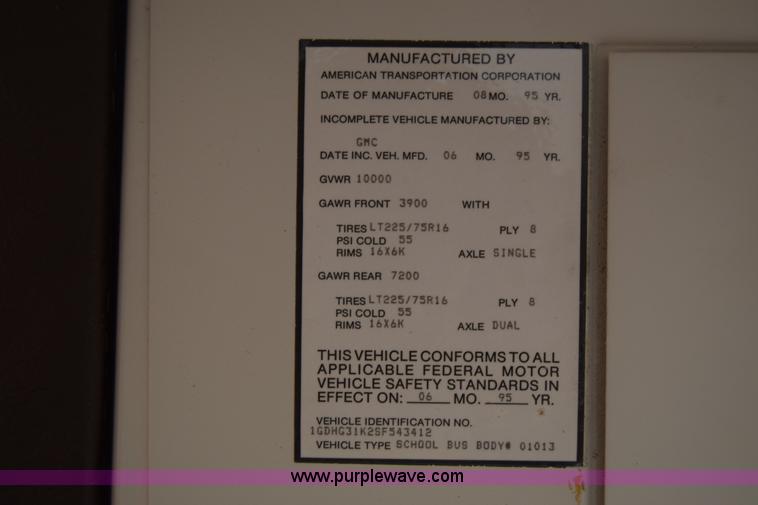 MANUFACTURED BY
AMERICAN TRANSPORTATION CORPORATION
DATE OF MANUFACTURE 08 MO. 95 YR.
INCOMPLETE VEHICLE MANUFACTURED BY:
GMC
DATE INC. VEH. MFD. 06 MO. 95 YR.
GVWR 10000
GAWR FRONT 3900 WITH
TIRES LT225/75R16 PLY 8
PSI COLD 55
RIMS 16X6K AXLE SINGLE
GAWR REAR 7200
TIRES LT225/75R16 PLY 8
PSI COLD 55
RIMS 16X6K AXLE DUAL
THIS VEHICLE CONFORMS TO ALL
APPLICABLE FEDERAL MOTOR
VEHICLE SAFETY STANDARDS IN
EFFECT ON: 06 MO. 95 YR.
VEHICLE IDENTIFICATION NO.
1GDHG31K2SF543412
VEHICLE TYPE SCHOOL BUS BODY# 01013
www.purplewave.com